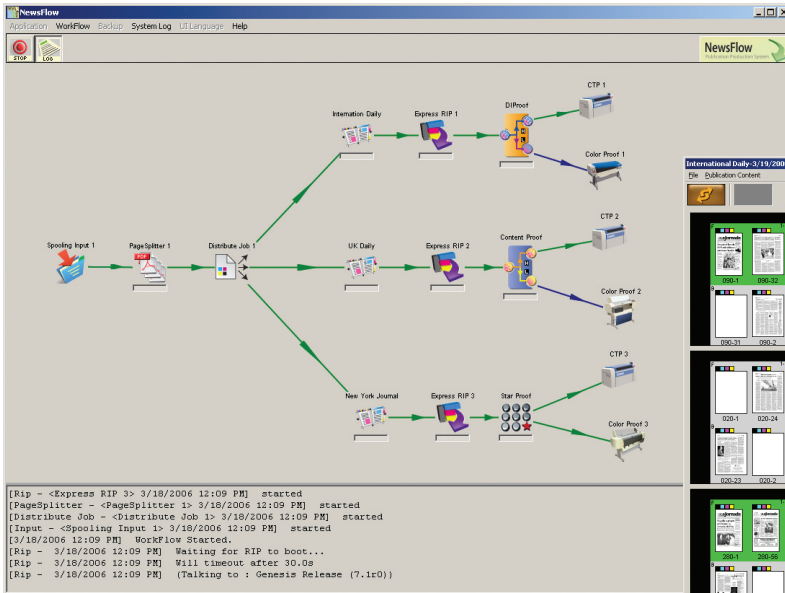 NewsFlow
Application WorkFlow Backup System Log UI Language Help
STOP LOG
NewsFlow
Publication Production System
CTP 1
Internation Daily Express RIP 1 DIProof
Color Proof 1
International Daily-3/19/200
File Publication Content
CTP 2
Spooling Input 1 PageSplitter 1 Distribute Job 1 UK Daily Express RIP 2 Content Proof
PDF
Color Proof 2
CTP 3
New York Journal Express RIP 3 Star Proof
Color Proof 3
F 1-
090-1 090-32
B
090-31 090-2
F 1-
020-1 020-24
B
020-23 020-2
F 1-
280-1 280-56
B
[Rip - <Express RIP 3> 3/18/2006 12:09 PM] started
[PageSplitter - <PageSplitter 1> 3/18/2006 12:09 PM] started
[Distribute Job - <Distribute Job 1> 3/18/2006 12:09 PM] started
[Input - <Spooling Input 1> 3/18/2006 12:09 PM] started
[3/18/2006 12:09 PM] WorkFlow Started.
[Rip - 3/18/2006 12:09 PM] Waiting for RIP to boot...
[Rip - 3/18/2006 12:09 PM] Will timeout after 30.0s
[Rip - 3/18/2006 12:09 PM] (Talking to : Genesis Release (7.1r0))